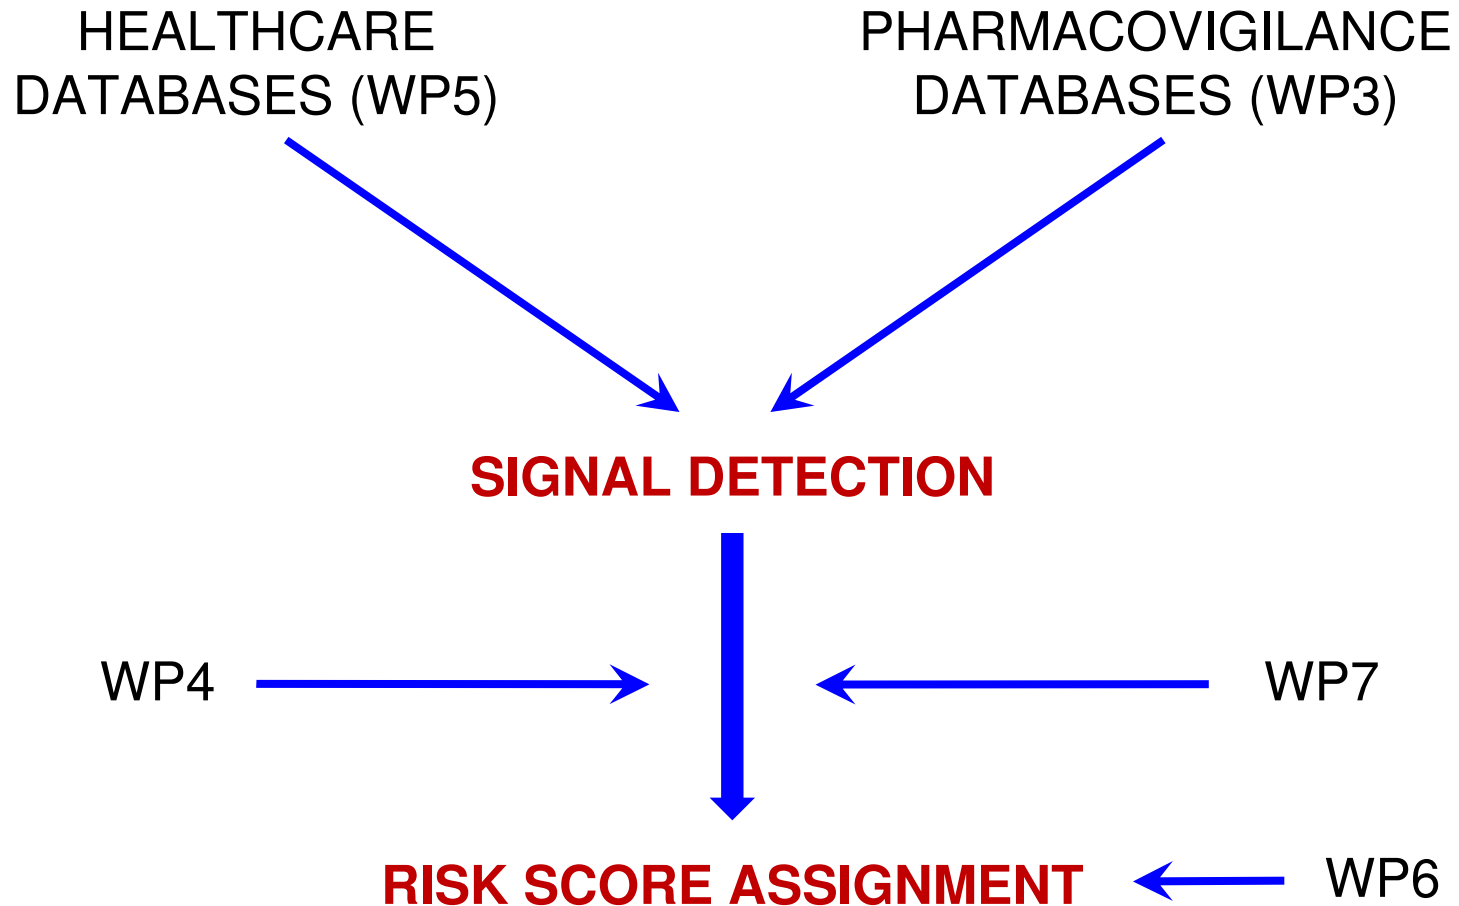 HEALTHCARE
DATABASES (WP5)
PHARMACOVIGILANCE
DATABASES (WP3)
SIGNAL DETECTION
WP4
WP7
RISK SCORE ASSIGNMENT
WP6